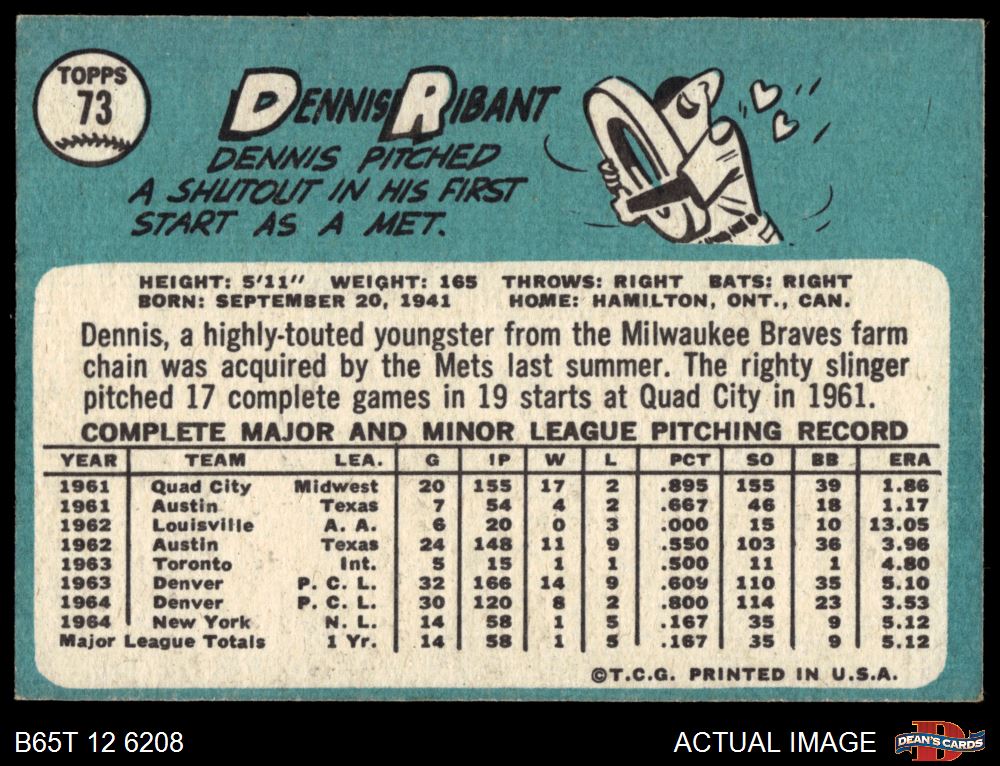 TOPPS
73
DENNIS RIBANT
DENNIS PITCHED
A SHUTOUT IN HIS FIRST
START AS A MET.
HEIGHT: 5'11" WEIGHT: 165 THROWS: RIGHT BATS: RIGHT
BORN: SEPTEMBER 20, 1941 HOME: HAMILTON, ONT., CAN.
Dennis, a highly-touted youngster from the Milwaukee Braves farm
chain was acquired by the Mets last summer. The righty slinger
pitched 17 complete games in 19 starts at Quad City in 1961.
COMPLETE MAJOR AND MINOR LEAGUE PITCHING RECORD
YEAR TEAM LEA. G IP W L PCT SO BB ERA
1961 Quad City Midwest 20 155 17 2 .895 155 39 1.86
1961 Austin Texas 7 54 4 2 .667 46 18 1.17
1962 Louisville A. A. 6 20 0 3 .000 15 10 13.05
1962 Austin Texas 24 148 11 9 .550 103 36 3.96
1963 Toronto Int. 5 15 1 1 .500 11 1 4.80
1963 Denver P. C. L. 32 166 14 9 .609 110 35 5.10
1964 Denver P. C. L. 30 120 8 2 .800 114 23 3.53
1964 New York N. L. 14 58 1 5 .167 35 9 5.12
Major League Totals 1 Yr. 14 58 1 5 .167 35 9 5.12
©T.C.G. PRINTED IN U.S.A.
B65T 12 6208
ACTUAL IMAGE
D
DEAN'S CARDS